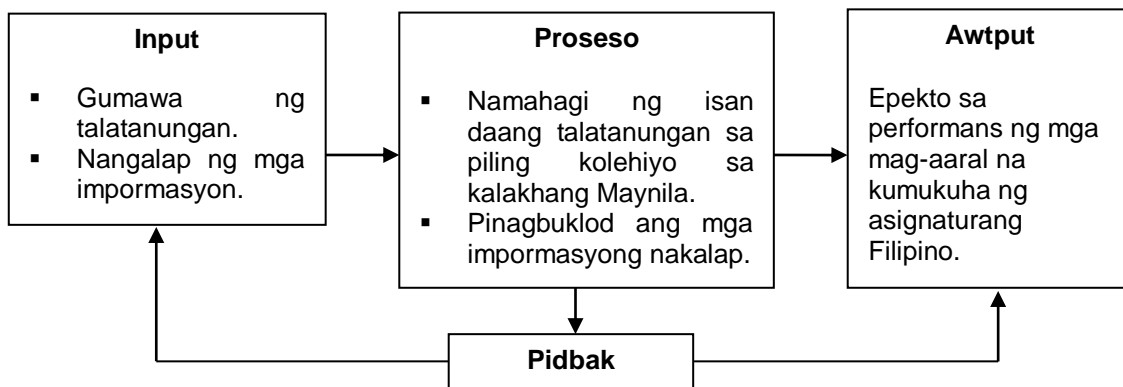 Input
▪ Gumawa ng
talatanungan.
▪ Nangalap ng mga
impormasyon.
Proseso
▪ Namahagi ng isan
daang talatanungan sa
piling kolehiyo sa
kalakhang Maynila.
▪ Pinagbuklod ang mga
impormasyong nakalap.
Awtput
Epekto sa
performans ng mga
mag-aaral na
kumukuha ng
asignaturang
Filipino.
Pidbak